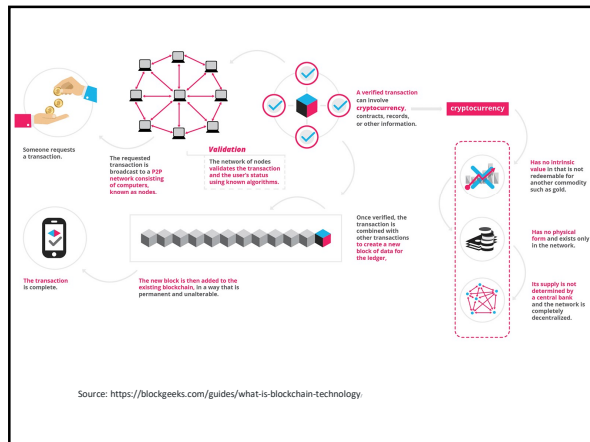 Someone requests
a transaction.
The requested
transaction is
broadcast to a P2P
network consisting
of computers,
known as nodes.
Validation
The network of nodes
validates the transaction
and the user's status
using known algorithms.
A verified transaction
can involve
cryptocurrency,
contracts, records,
or other information.
cryptocurrency
Has no intrinsic
value in that is not
redeemable for
another commodity
such as gold.
Has no physical
form and exists only
in the network.
Its supply is not
determined by
a central bank
and the network is
completely
decentralized.
Once verified, the
transaction is
combined with
other transactions
to create a new
block of data for
the ledger.
The new block is then added to the
existing blockchain, in a way that is
permanent and unalterable.
The transaction
is complete.
Source: https://blockgeeks.com/guides/what-is-blockchain-technology